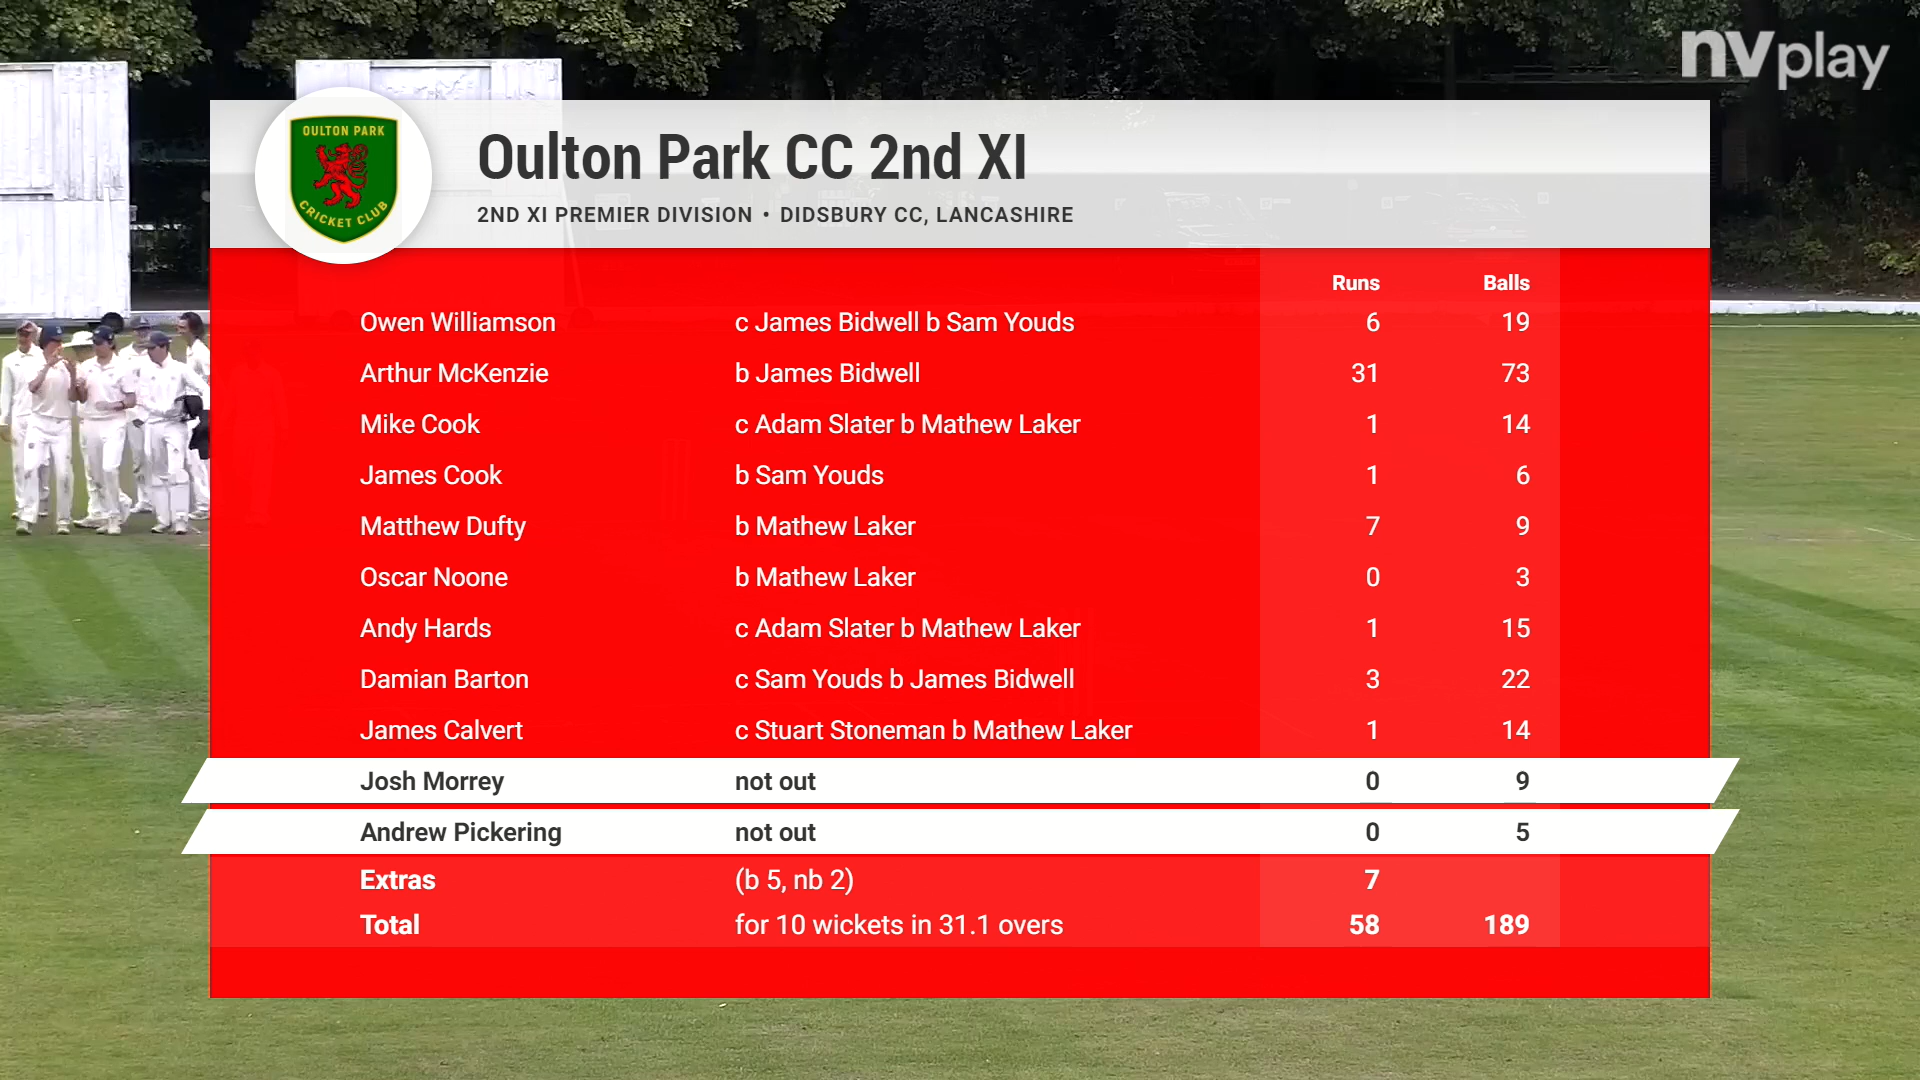 nvplay
OULTON PARK
CRICKET CLUB
Oulton Park CC 2nd XI
2ND XI PREMIER DIVISION • DIDSBURY CC, LANCASHIRE
Runs Balls
Owen Williamson c James Bidwell b Sam Youds 6 19
Arthur McKenzie b James Bidwell 31 73
Mike Cook c Adam Slater b Mathew Laker 1 14
James Cook b Sam Youds 1 6
Matthew Dufty b Mathew Laker 7 9
Oscar Noone b Mathew Laker 0 3
Andy Hards c Adam Slater b Mathew Laker 1 15
Damian Barton c Sam Youds b James Bidwell 3 22
James Calvert c Stuart Stoneman b Mathew Laker 1 14
Josh Morrey not out 0 9
Andrew Pickering not out 0 5
Extras (b 5, nb 2) 7
Total for 10 wickets in 31.1 overs 58 189